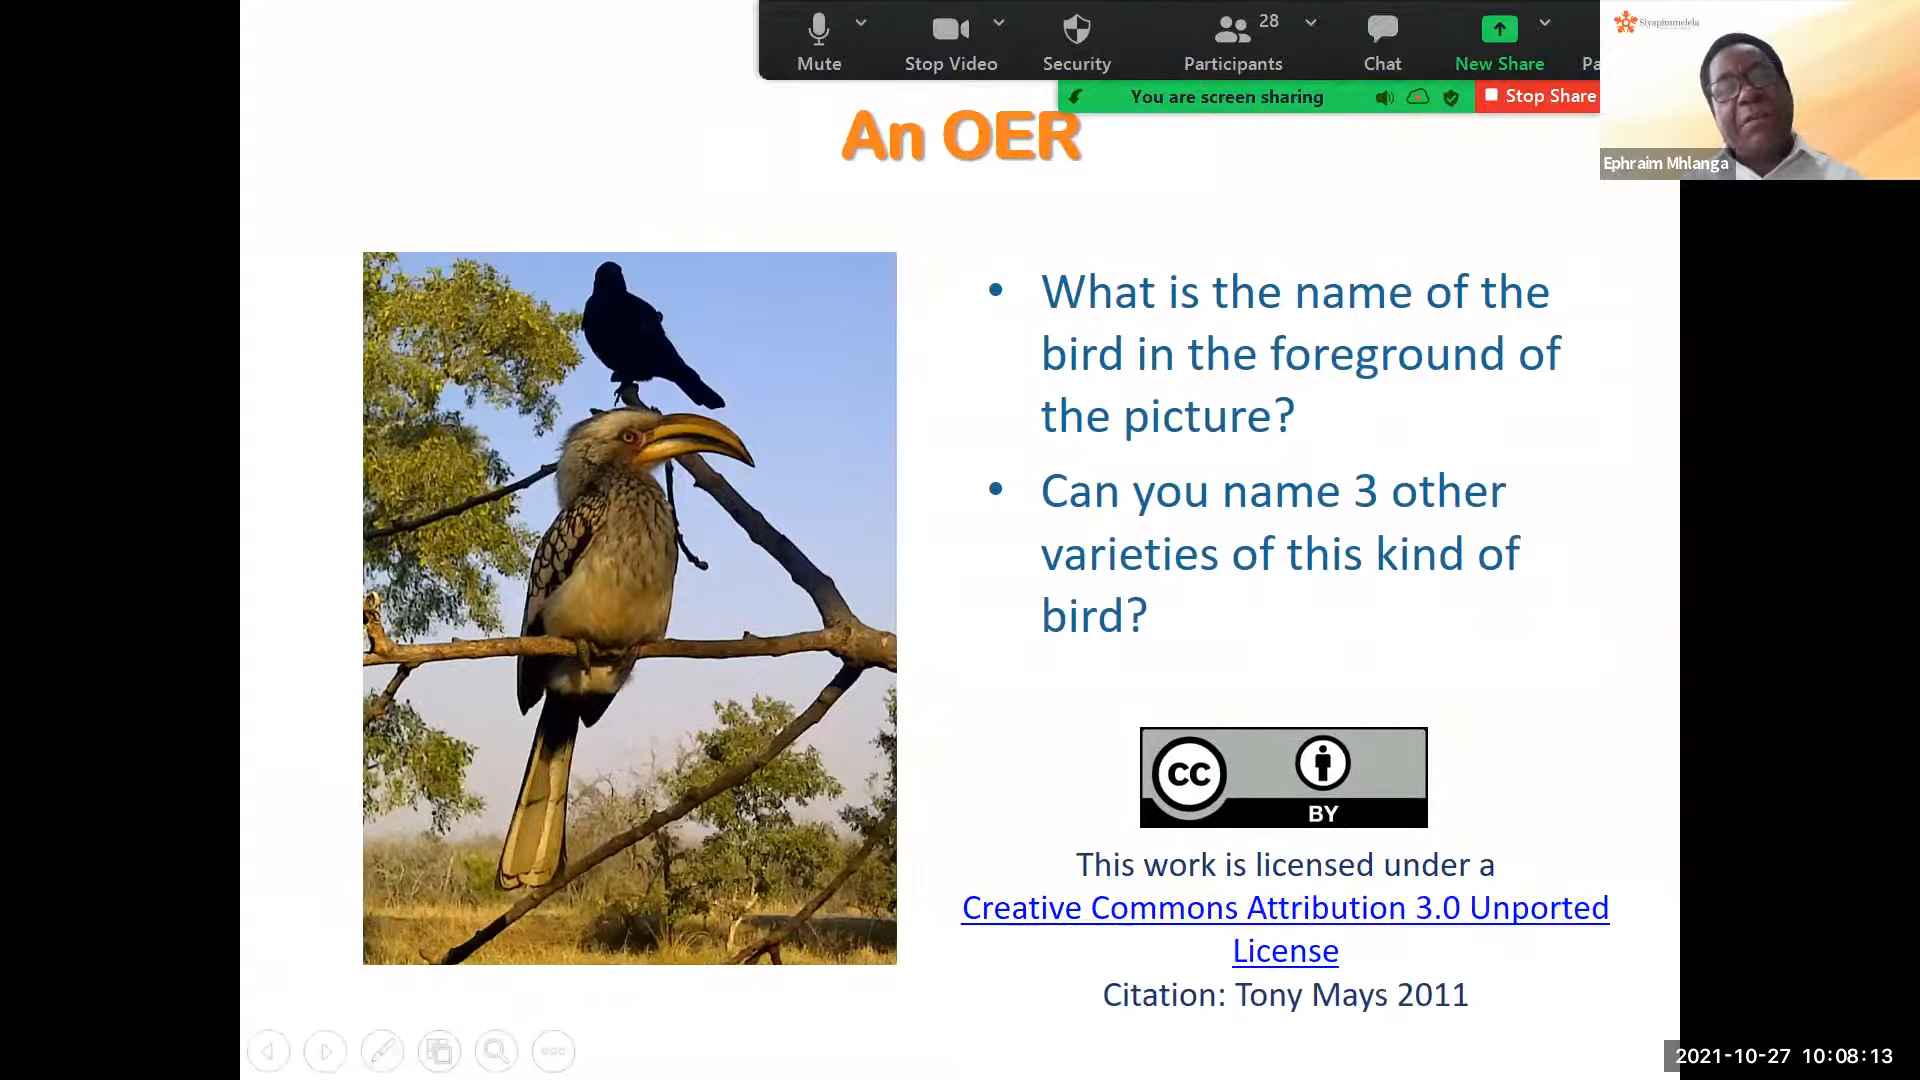 Mute
Stop Video
Security
28
Participants
Chat
New Share
Pa
You are screen sharing
Stop Share
Siyaphumelela
Ephraim Mhlanga
An OER
• What is the name of the
bird in the foreground of
the picture?
• Can you name 3 other
varieties of this kind of
bird?
cc
BY
This work is licensed under a
Creative Commons Attribution 3.0 Unported
License
Citation: Tony Mays 2011
2021-10-27 10:08:13